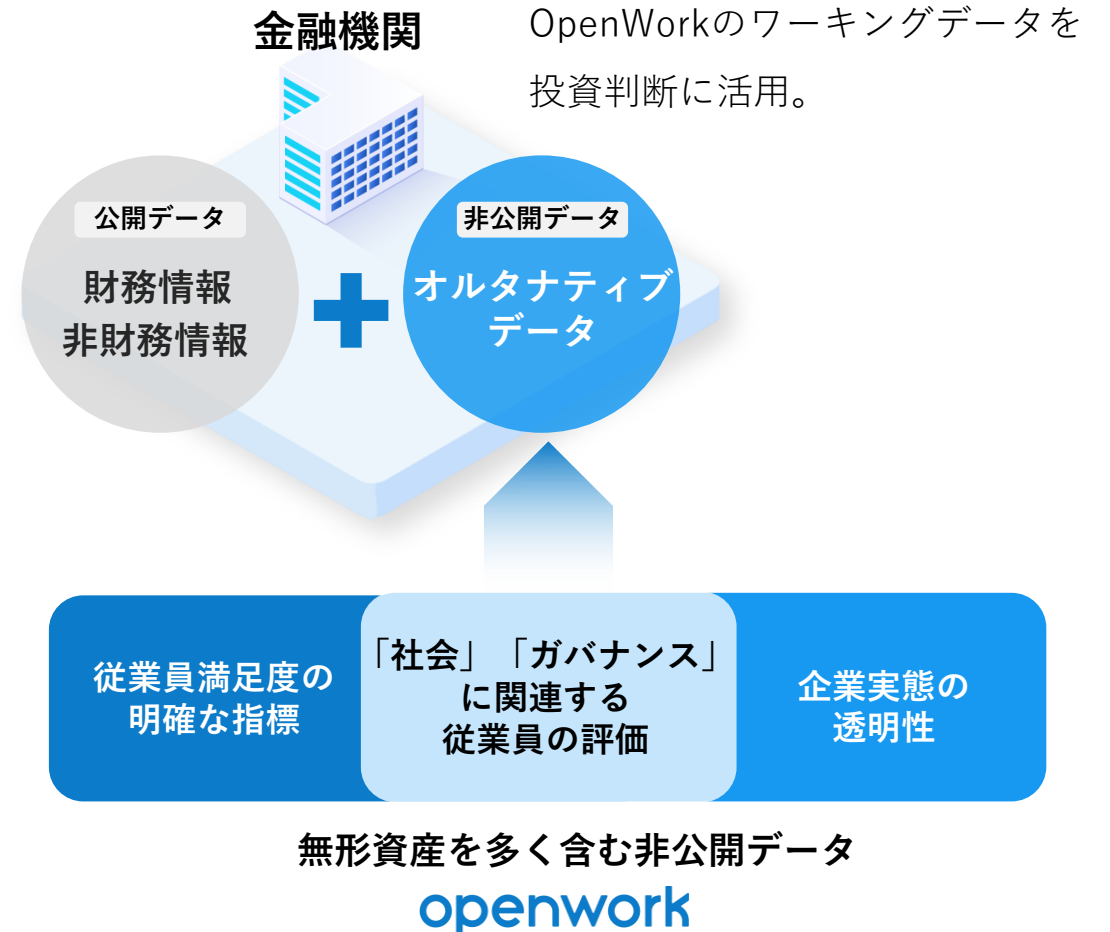 金融機関
OpenWorkのワーキングデータを
投資判断に活用。
公開データ
財務情報
非財務情報
非公開データ
オルタナティブ
データ
従業員満足度の
明確な指標
「社会」「ガバナンス」
に関連する
従業員の評価
企業実態の
透明性
無形資産を多く含む非公開データ
openwork